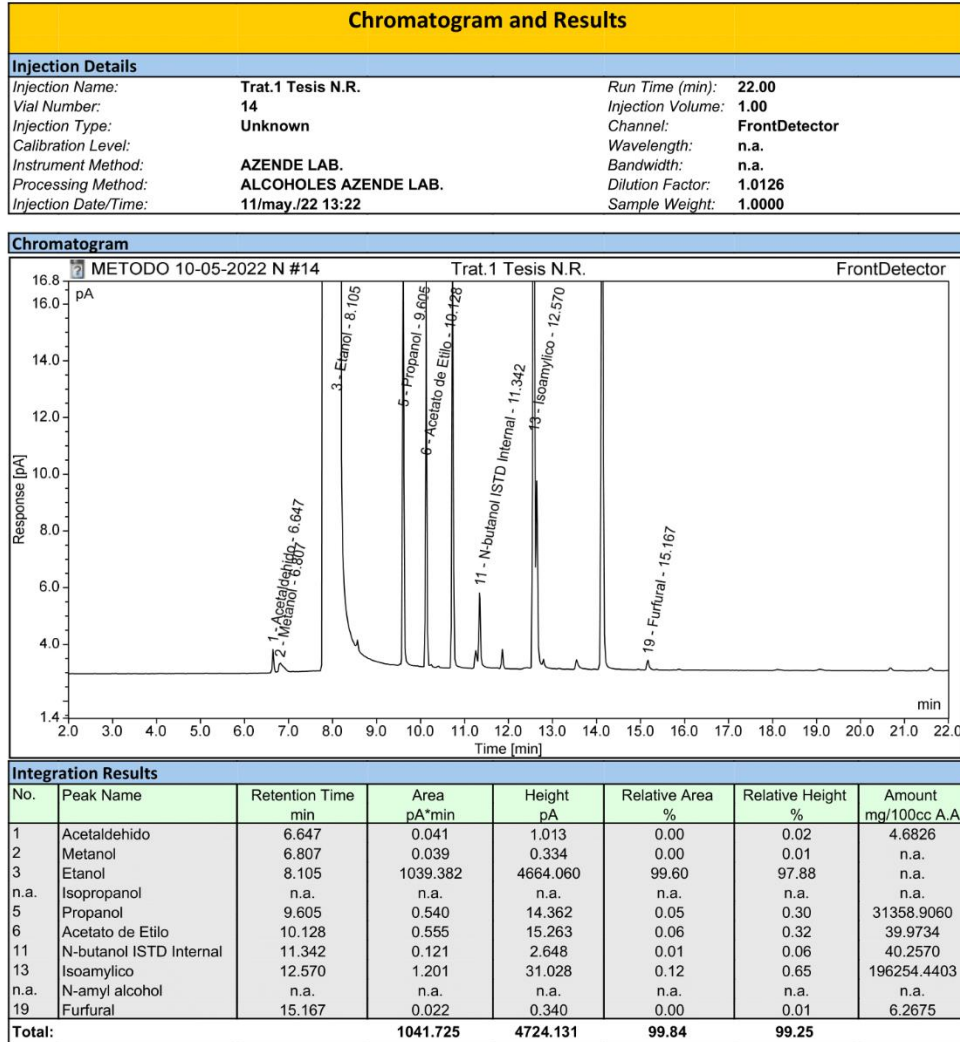 Chromatogram and Results
Injection Details
Injection Name: Trat.1 Tesis N.R. Run Time (min): 22.00
Vial Number: 14 Injection Volume: 1.00
Injection Type: Unknown Channel: FrontDetector
Calibration Level: Wavelength: n.a.
Instrument Method: AZENDE LAB. Bandwidth: n.a.
Processing Method: ALCOHOLES AZENDE LAB. Dilution Factor: 1.0126
Injection Date/Time: 11/may./22 13:22 Sample Weight: 1.0000
Chromatogram
METODO 10-05-2022 N #14 Trat.1 Tesis N.R. FrontDetector
pA
16.8
16.0
14.0
12.0
10.0
8.0
6.0
4.0
1.4
Response [pA]
1 - Acetaldehido - 6.647
2 - Metanol - 6.807
3 - Etanol - 8.105
5 - Propanol - 9.605
6 - Acetato de Etilo - 10.128
11 - N-butanol ISTD Internal - 11.342
13 - Isoamylico - 12.570
19 - Furfural - 15.167
min
2.0 3.0 4.0 5.0 6.0 7.0 8.0 9.0 10.0 11.0 12.0 13.0 14.0 15.0 16.0 17.0 18.0 19.0 20.0 21.0 22.0
Time [min]
Integration Results
No. Peak Name Retention Time Area Height Relative Area Relative Height Amount
min pA*min pA % % mg/100cc A.A
1 Acetaldehido 6.647 0.041 1.013 0.00 0.02 4.6826
2 Metanol 6.807 0.039 0.334 0.00 0.01 n.a.
3 Etanol 8.105 1039.382 4664.060 99.60 97.88 n.a.
n.a. Isopropanol n.a. n.a. n.a. n.a. n.a. n.a.
5 Propanol 9.605 0.540 14.362 0.05 0.30 31358.9060
6 Acetato de Etilo 10.128 0.555 15.263 0.06 0.32 39.9734
11 N-butanol ISTD Internal 11.342 0.121 2.648 0.01 0.06 40.2570
13 Isoamylico 12.570 1.201 31.028 0.12 0.65 196254.4403
n.a. N-amyl alcohol n.a. n.a. n.a. n.a. n.a. n.a.
19 Furfural 15.167 0.022 0.340 0.00 0.01 6.2675
Total: 1041.725 4724.131 99.84 99.25